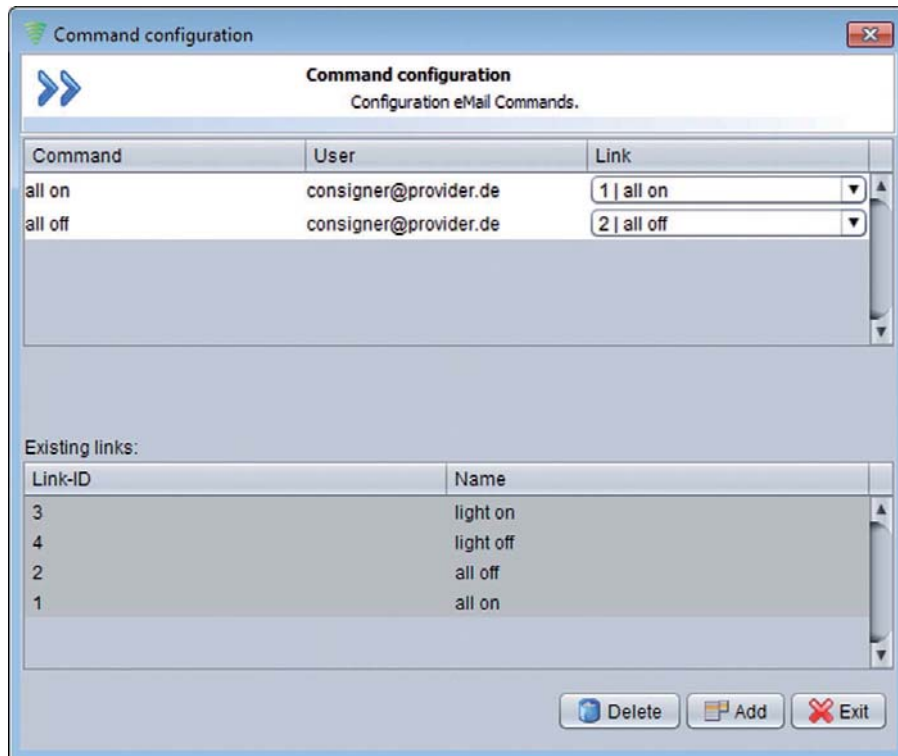 Command configuration
Command configuration
Configuration eMail Commands.
Command User Link
all on consigner@provider.de 1 | all on
all off consigner@provider.de 2 | all off
Existing links:
Link-ID Name
3 light on
4 light off
2 all off
1 all on
Delete Add Exit